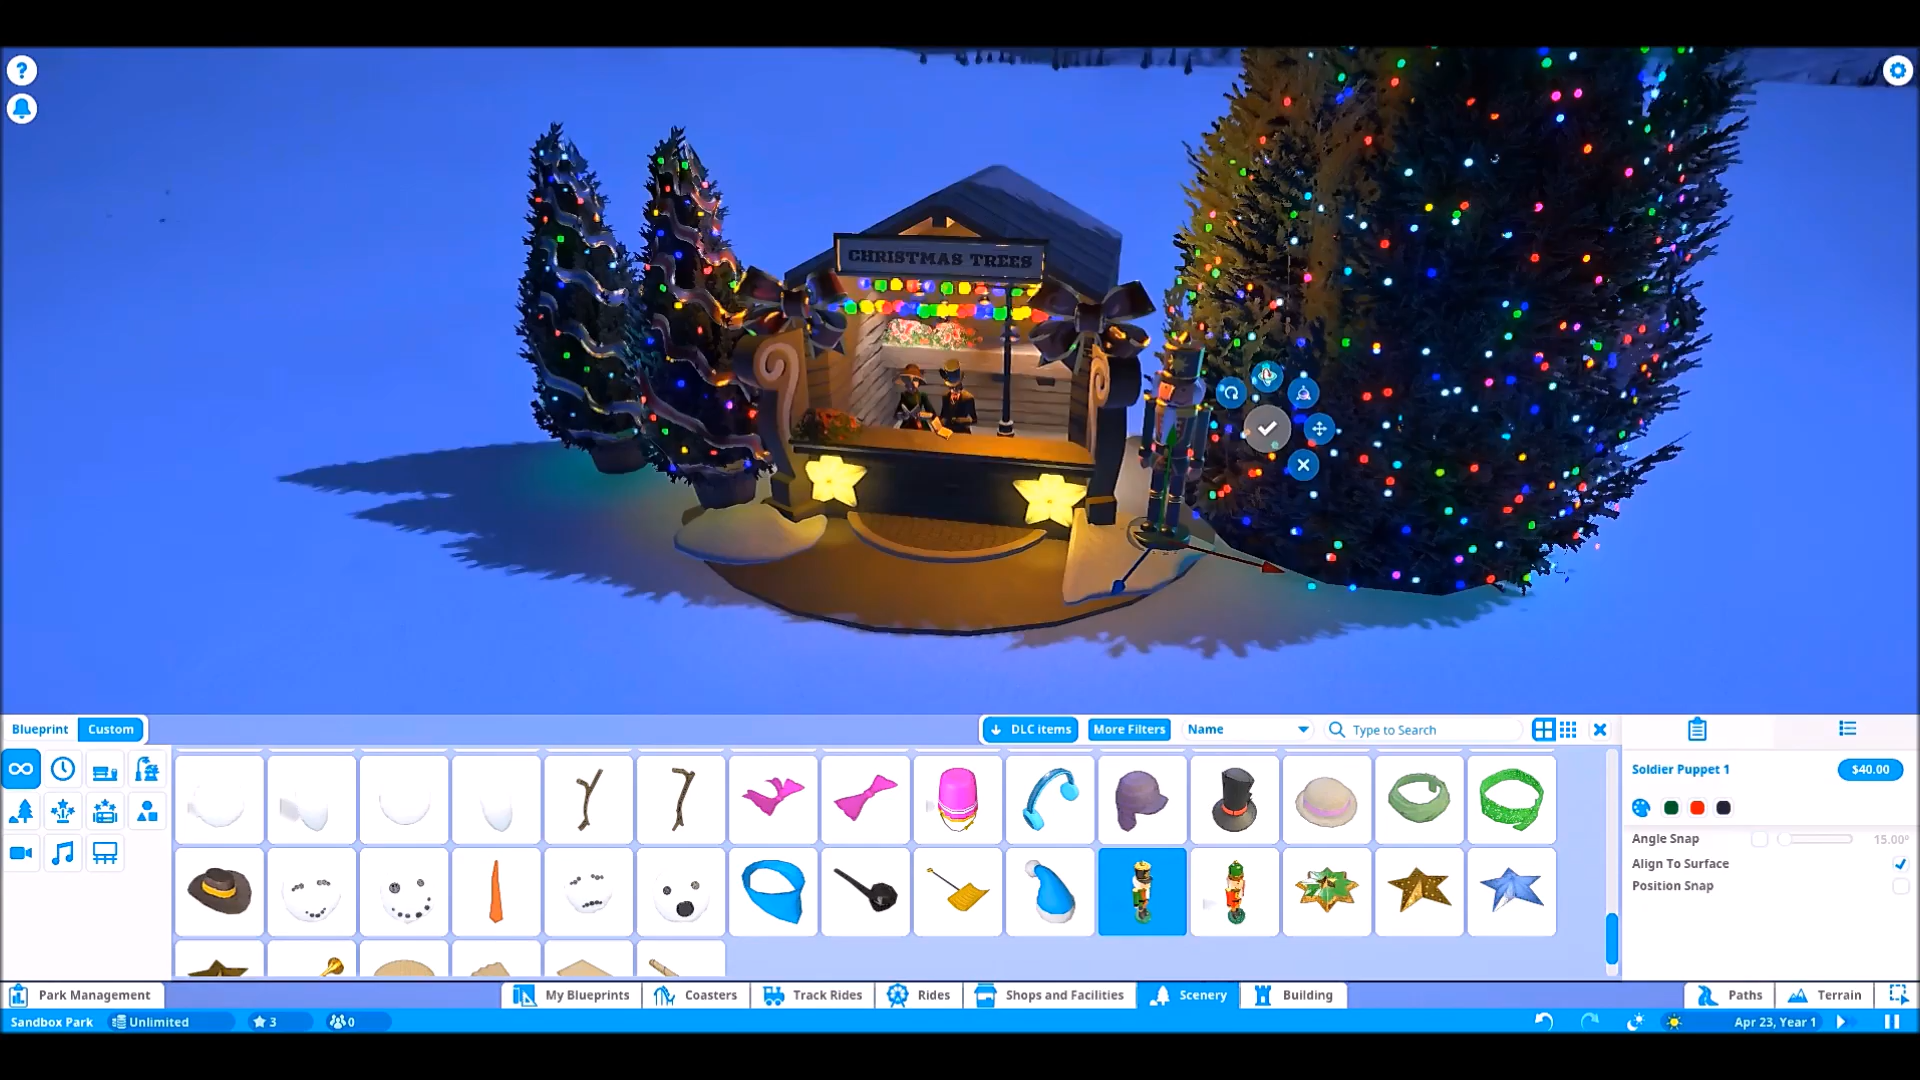 ?
CHRISTMAS TREES
Blueprint
Custom
DLC items
More Filters
Name
Type to Search
Soldier Puppet 1
$40.00
Angle Snap
15.00°
Align To Surface
Position Snap
Park Management
My Blueprints
Coasters
Track Rides
Rides
Shops and Facilities
Scenery
Building
Paths
Terrain
Sandbox Park
Unlimited
3
0
Apr 23, Year 1